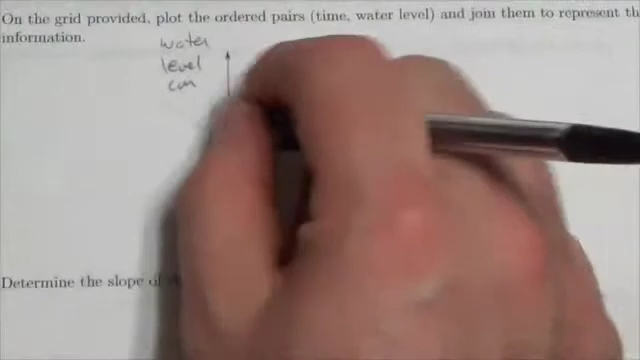 On the grid provided, plot the ordered pairs (time, water level) and join them to represent th
information.
water
level
cm
Determine the slope of